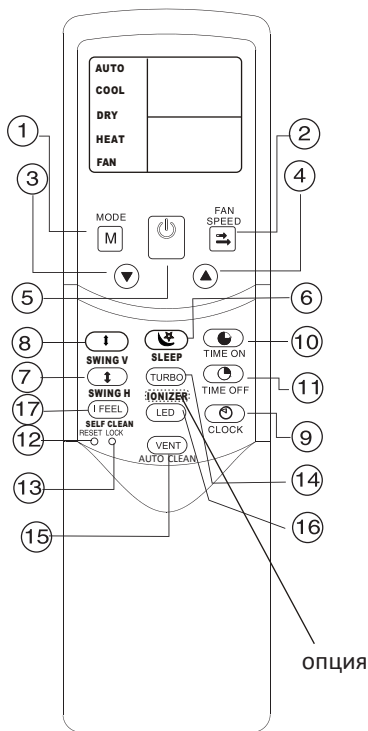 AUTO
COOL
DRY
HEAT
FAN
1
2
3
4
MODE
FAN
SPEED
M
5
6
8
10
SWING V
SLEEP
TIME ON
7
TURBO
11
SWING H
IONIZER
TIME OFF
17
I FEEL
LED
9
SELF CLEAN
CLOCK
12
RESET LOCK
VENT
AUTO CLEAN
13
14
15
16
опция